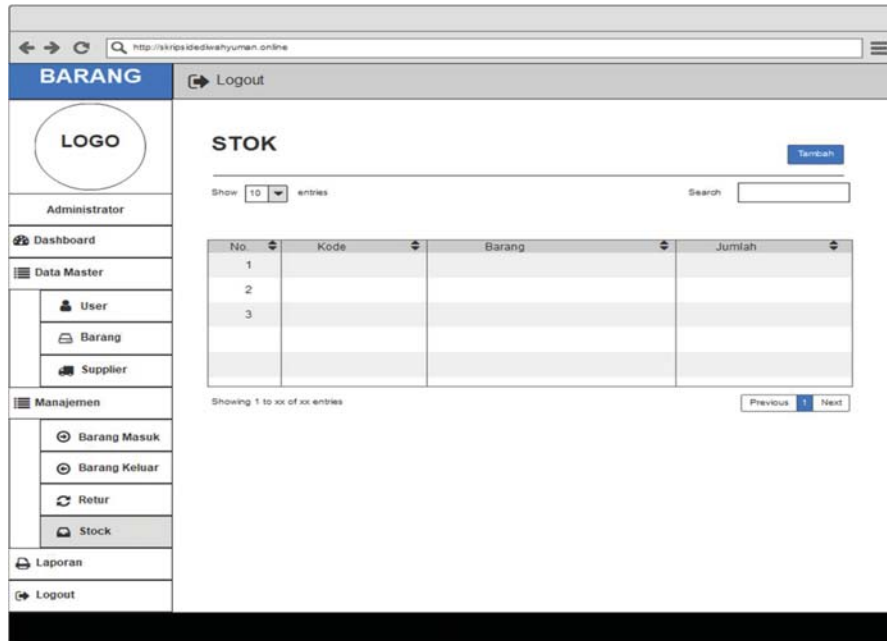 http://skripsidediwahyuman.online
BARANG
Logout
LOGO
Administrator
Dashboard
Data Master
User
Barang
Supplier
Manajemen
Barang Masuk
Barang Keluar
Retur
Stock
Laporan
Logout
STOK
Tambah
Show 10 entries
Search
No. Kode Barang Jumlah
1
2
3
Showing 1 to xx of xx entries
Previous 1 Next